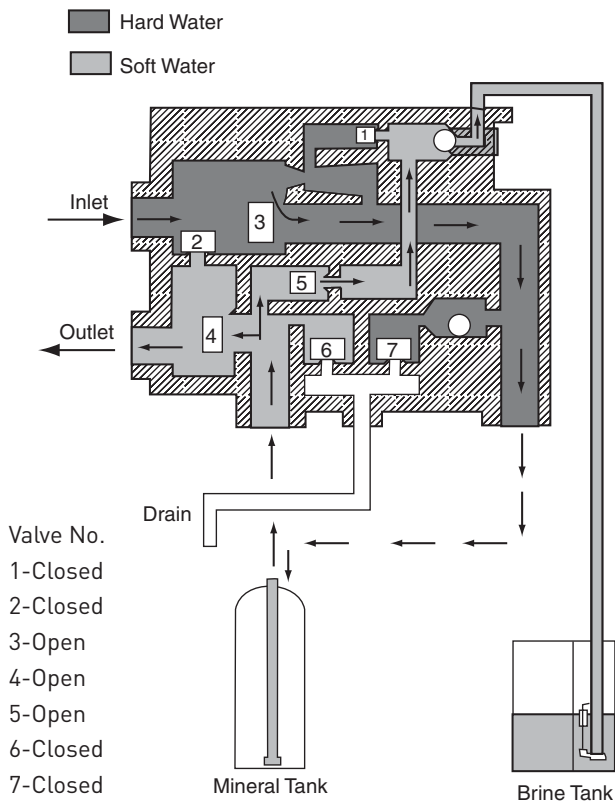 Hard Water
Soft Water
1
Inlet
3
2
5
Outlet
4
6
7
Drain
Valve No.
1-Closed
2-Closed
3-Open
4-Open
5-Open
6-Closed
7-Closed
Mineral Tank
Brine Tank